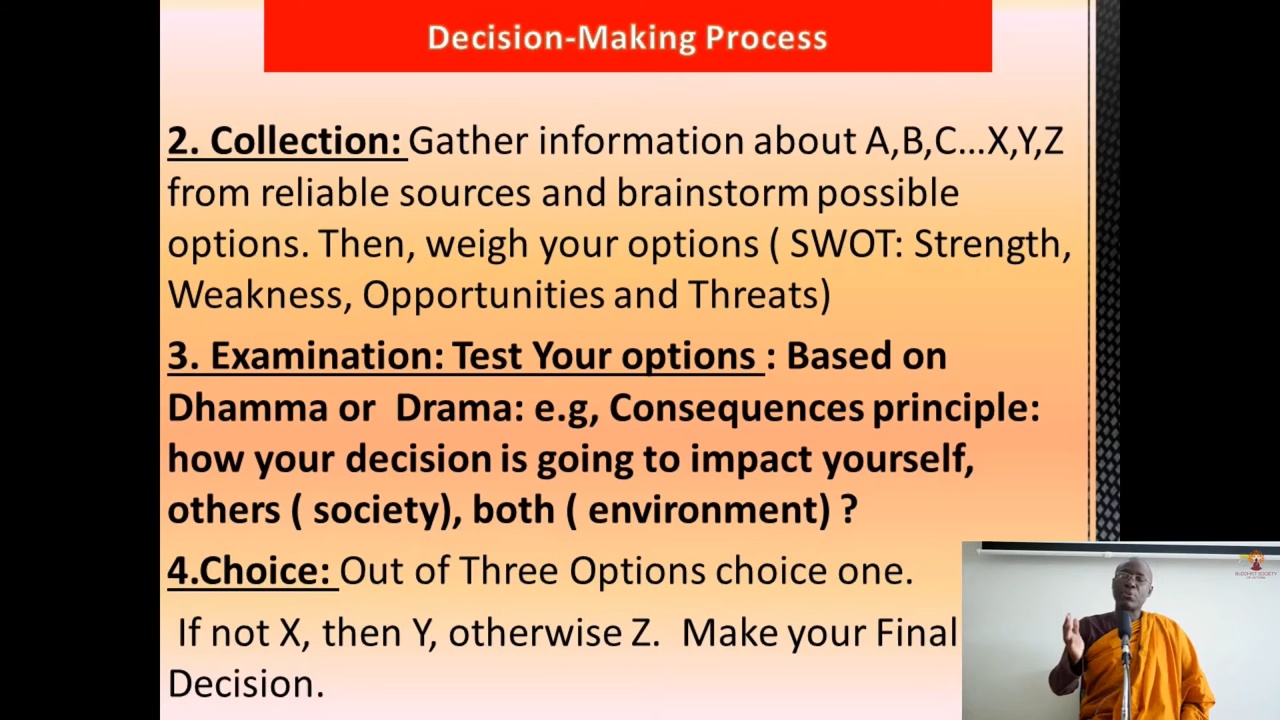 Decision-Making Process
2. Collection: Gather information about A,B,C...X,Y,Z
from reliable sources and brainstorm possible
options. Then, weigh your options ( SWOT: Strength,
Weakness, Opportunities and Threats)
3. Examination: Test Your options : Based on
Dhamma or Drama: e.g, Consequences principle:
how your decision is going to impact yourself,
others ( society), both ( environment) ?
4.Choice: Out of Three Options choice one.
If not X, then Y, otherwise Z. Make your Final
Decision.
BUDDHIST SOCIETY